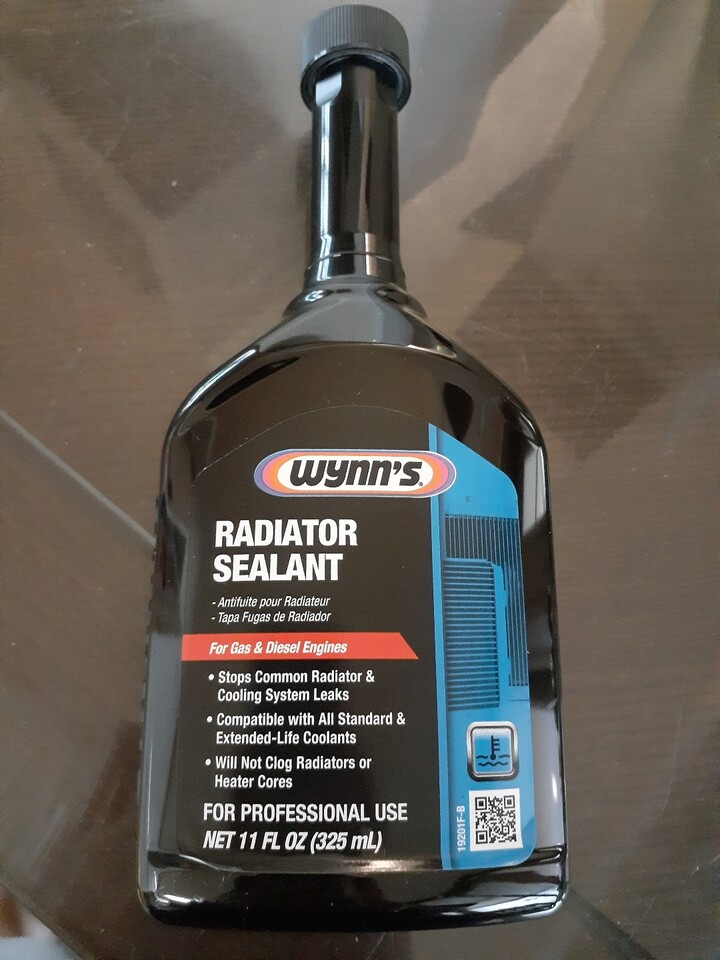 Wynn's
RADIATOR
SEALANT
- Antifuite pour Radiateur
- Tapa Fugas de Radiador
For Gas & Diesel Engines
• Stops Common Radiator &
Cooling System Leaks
• Compatible with All Standard &
Extended-Life Coolants
• Will Not Clog Radiators or
Heater Cores
FOR PROFESSIONAL USE
NET 11 FL OZ (325 mL)
19201F-B